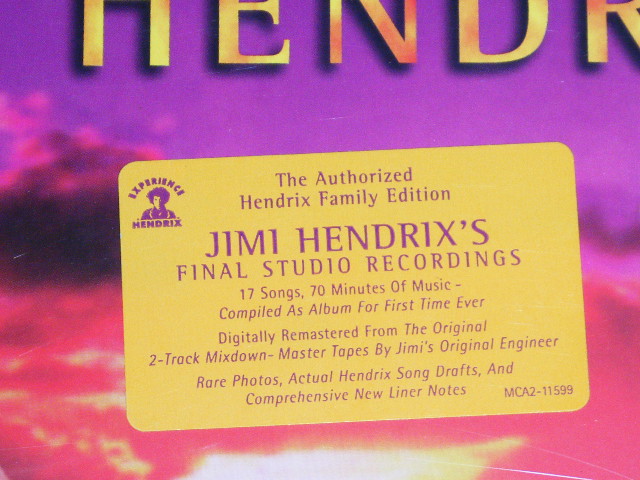 HENDR
EXPERIENCE
HENDRIX
The Authorized
Hendrix Family Edition
JIMI HENDRIX'S
FINAL STUDIO RECORDINGS
17 Songs, 70 Minutes Of Music -
Compiled As Album For First Time Ever
Digitally Remastered From The Original
2-Track Mixdown- Master Tapes By Jimi's Original Engineer
Rare Photos, Actual Hendrix Song Drafts, And
Comprehensive New Liner Notes
MCA2-11599